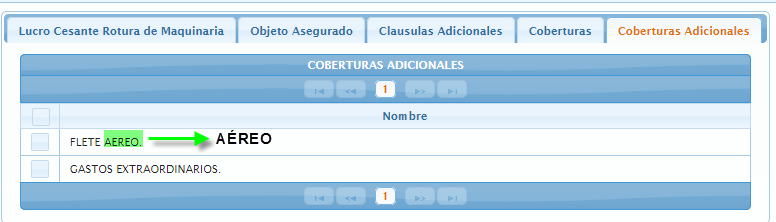 Lucro Cesante Rotura de Maquinaria Objeto Asegurado Clausulas Adicionales Coberturas Coberturas Adicionales
COBERTURAS ADICIONALES
1
Nombre
FLETE AEREO. AÉREO
GASTOS EXTRAORDINARIOS.
1